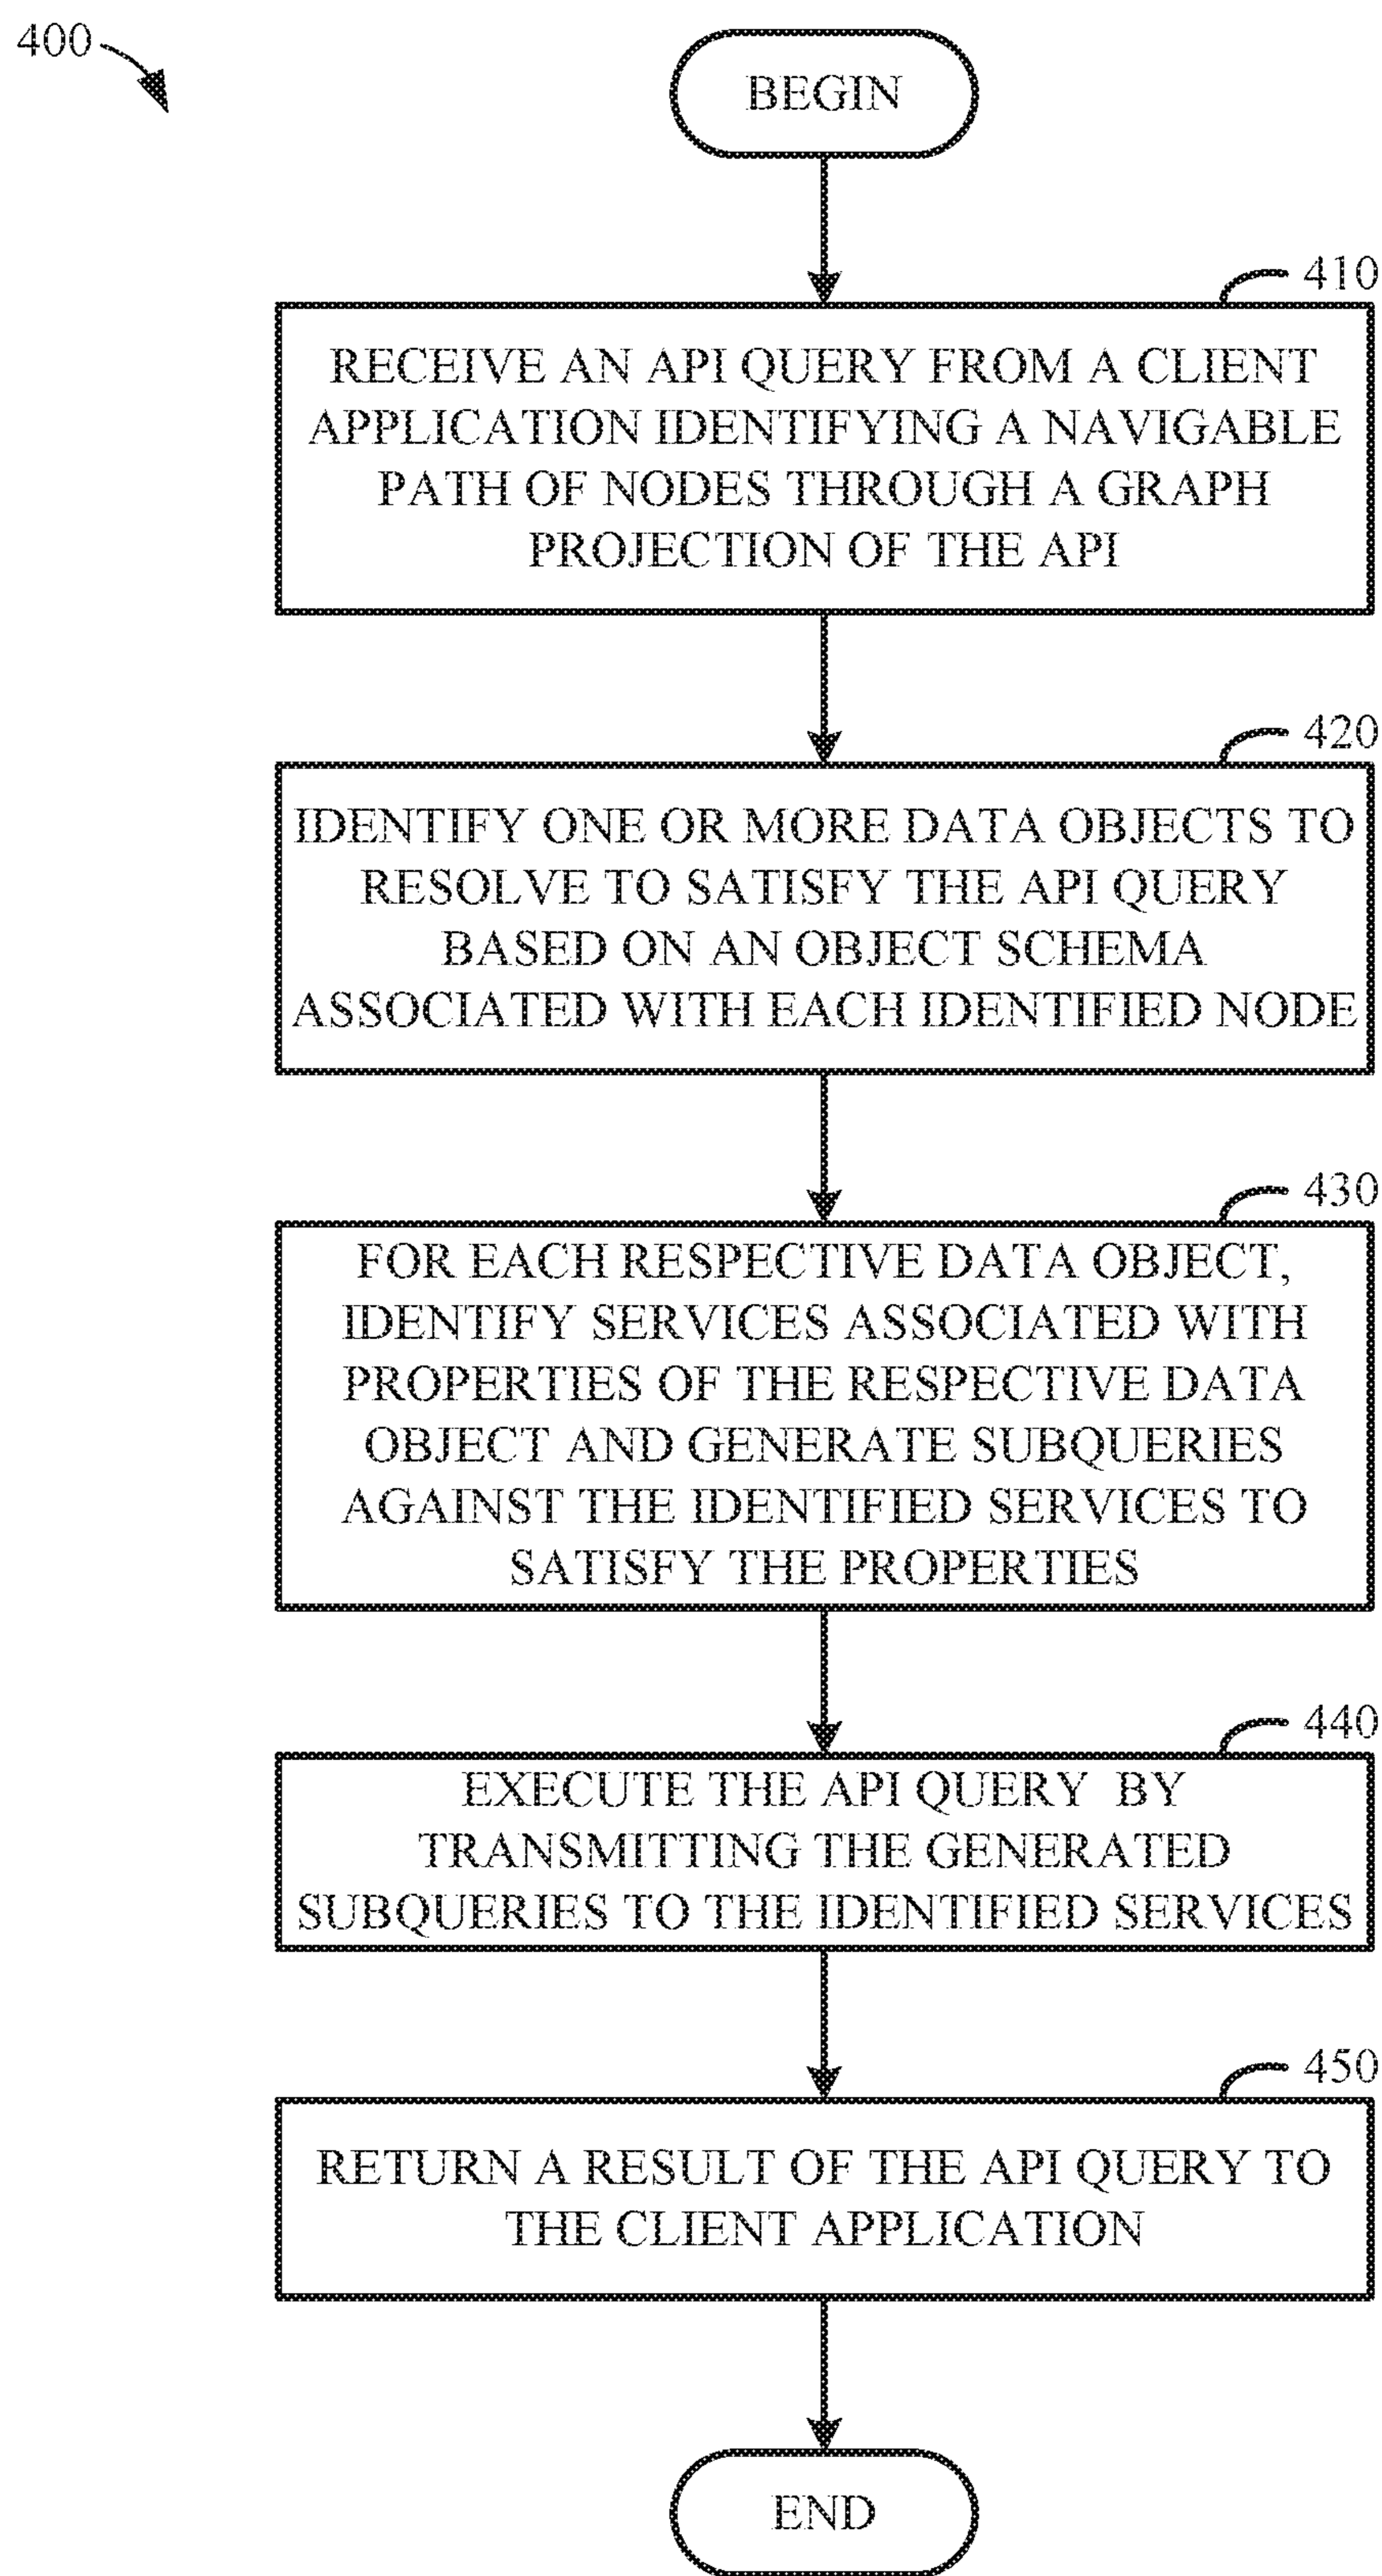 400
BEGIN
410
RECEIVE AN API QUERY FROM A CLIENT
APPLICATION IDENTIFYING A NAVIGABLE
PATH OF NODES THROUGH A GRAPH
PROJECTION OF THE API
420
IDENTIFY ONE OR MORE DATA OBJECTS TO
RESOLVE TO SATISFY THE API QUERY
BASED ON AN OBJECT SCHEMA
ASSOCIATED WITH EACH IDENTIFIED NODE
430
FOR EACH RESPECTIVE DATA OBJECT,
IDENTIFY SERVICES ASSOCIATED WITH
PROPERTIES OF THE RESPECTIVE DATA
OBJECT AND GENERATE SUBQUERIES
AGAINST THE IDENTIFIED SERVICES TO
SATISFY THE PROPERTIES
440
EXECUTE THE API QUERY  BY
TRANSMITTING THE GENERATED
SUBQUERIES TO THE IDENTIFIED SERVICES
450
RETURN A RESULT OF THE API QUERY TO
THE CLIENT APPLICATION
END